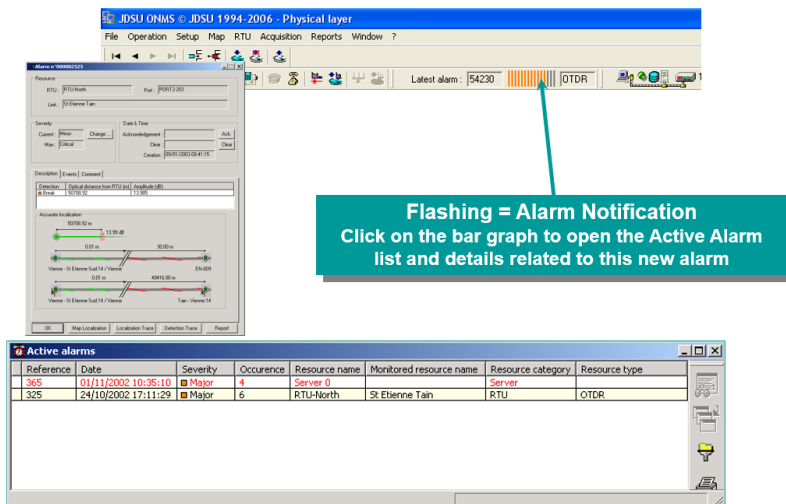 JDSU ONMS © JDSU 1994-2006 - Physical layer
File Operation Setup Map RTU Acquisition Reports Window ?
Latest alarm : 54230 OTDR
Alarm n°000002525
Resource
RTU : RTU-North Port : PORT2-203
Link : St Etienne Tain
Severity
Current : Minor Change ...
Max : Critical
Date & Time
Acknowledgement : Ack.
Clear : Clear
Creation : 09/01/2003 09:41:15
Description Events Comment
Detection Optical distance from RTU (m) Amplitude (dB)
Break 50708.92 13.985
Accurate localization
50708.92 m
13.99 dB
0.01 m 30.00 m
Vienne - St Etienne Sud 14 / Vienne EN-009
0.01 m 49416.00 m
Vienne - St Etienne Sud 14 / Vienne Tain - Vienne 14
OK Map Localization Localization Trace Detection Trace Report
Flashing = Alarm Notification
Click on the bar graph to open the Active Alarm
list and details related to this new alarm
Active alarms
Reference Date Severity Occurence Resource name Monitored resource name Resource category Resource type
365 01/11/2002 10:35:10 Major 4 Server 0 Server
325 24/10/2002 17:11:29 Major 6 RTU-North St Etienne Tain RTU OTDR